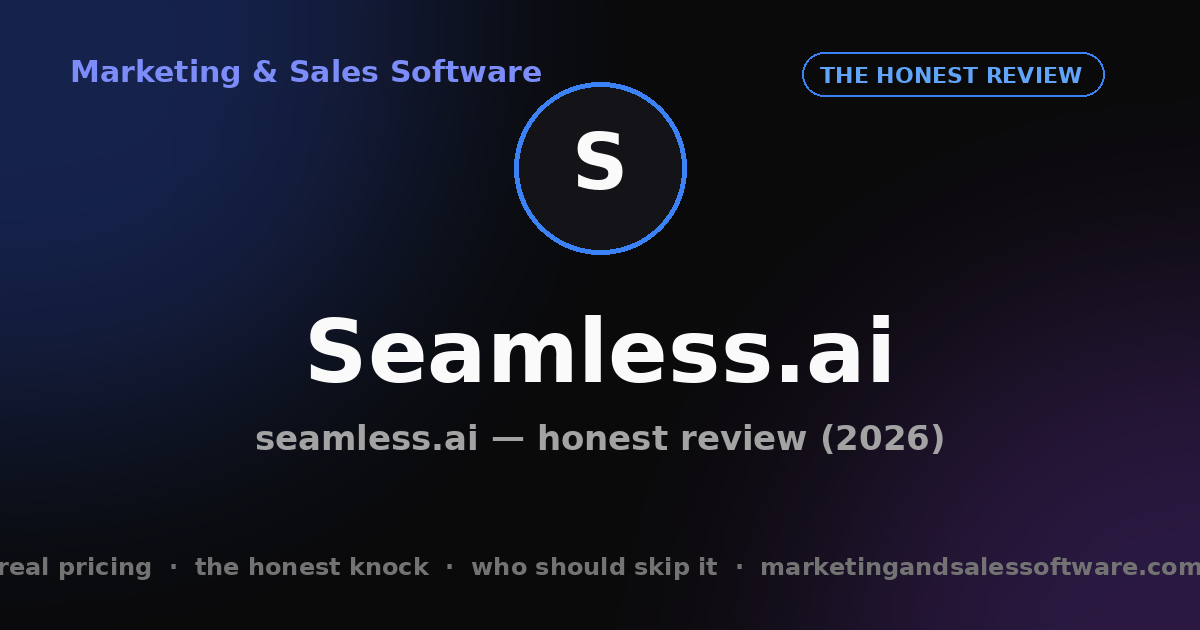 Marketing & Sales Software
THE HONEST REVIEW
S
Seamless.ai
seamless.ai — honest review (2026)
real pricing · the honest knock · who should skip it · marketingandsalessoftware.com